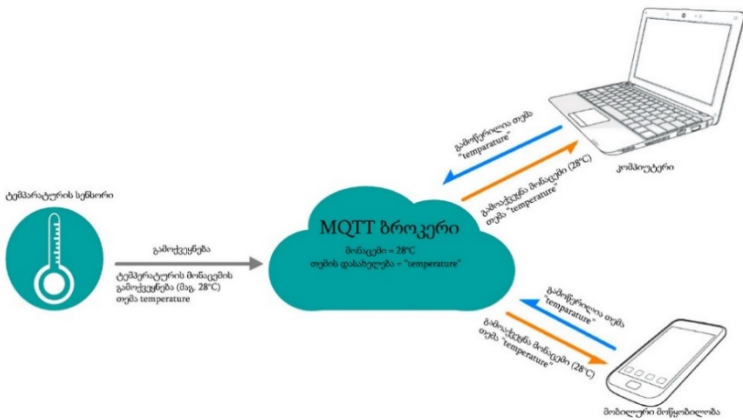 ტემპარატურის სენსორი
გამოქვეყნება
ტემპერატურის მონაცემის
გამოქვეყნება (მაგ. 28°C)
თემა temperature
MQTT ბროკერი
მონაცემი = 28°C
თემის დასახელება = "temperature"
გამოწერილია თემა
"temparature"
გამოაქვეყნა მონაცემი (28°C)
თემა "temperature"
კომპიუტერი
გამოწერილია თემა
"temparature"
გამოაქვეყნა მონაცემი (28°C)
თემა "temperature"
მობილური მოწყობილობა